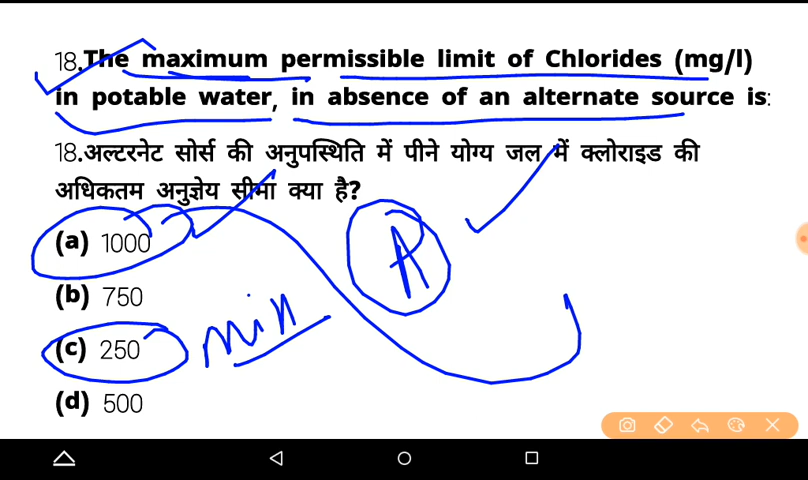 18.The maximum permissible limit of Chlorides (mg/l)
in potable water, in absence of an alternate source is:
18.अल्टरनेट सोर्स की अनुपस्थिति में पीने योग्य जल में क्लोराइड की
अधिकतम अनुज्ञेय सीमा क्या है?
(a) 1000
A
(b) 750
(c) 250 min
(d) 500